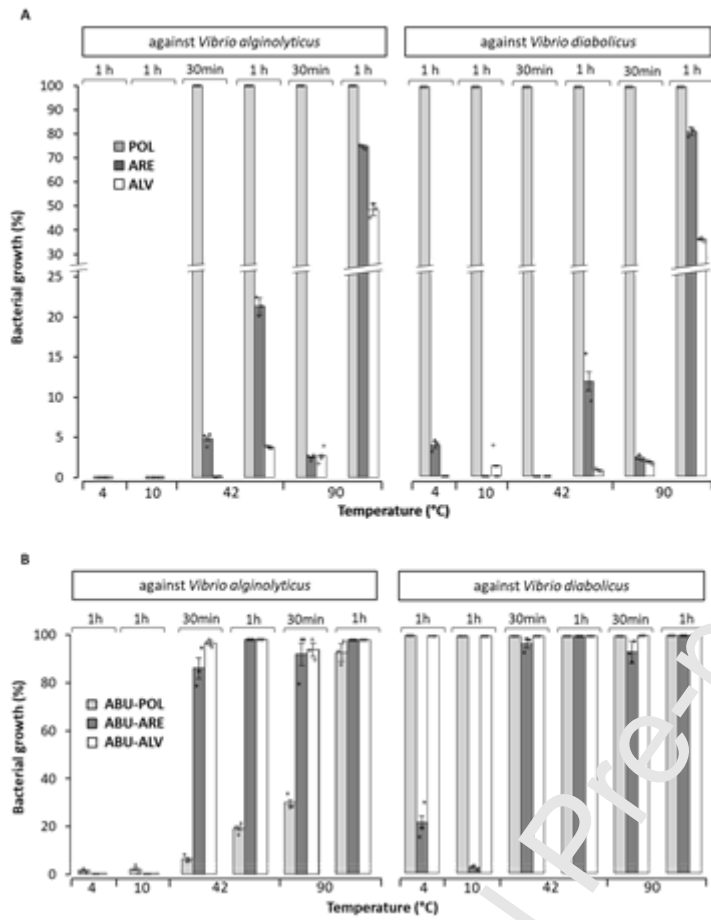 A
against Vibrio alginolyticus against Vibrio diabolicus
1 h 1 h 30min 1 h 30min 1 h 1 h 1 h 30min 1 h 30min 1 h
100
90
80
70
60
50
40
30
25
20
15
10
5
0
POL
ARE
ALV
Bacterial growth (%)
4 10 42 90 4 10 42 90
Temperature (°C)
B
against Vibrio alginolyticus against Vibrio diabolicus
1h 1h 30min 1h 30min 1h 1h 1h 30min 1h 30min 1h
100
80
60
40
20
0
ABU-POL
ABU-ARE
ABU-ALV
Bacterial growth (%)
4 10 42 90 4 10 42 90
Temperature (°C)
Pre-